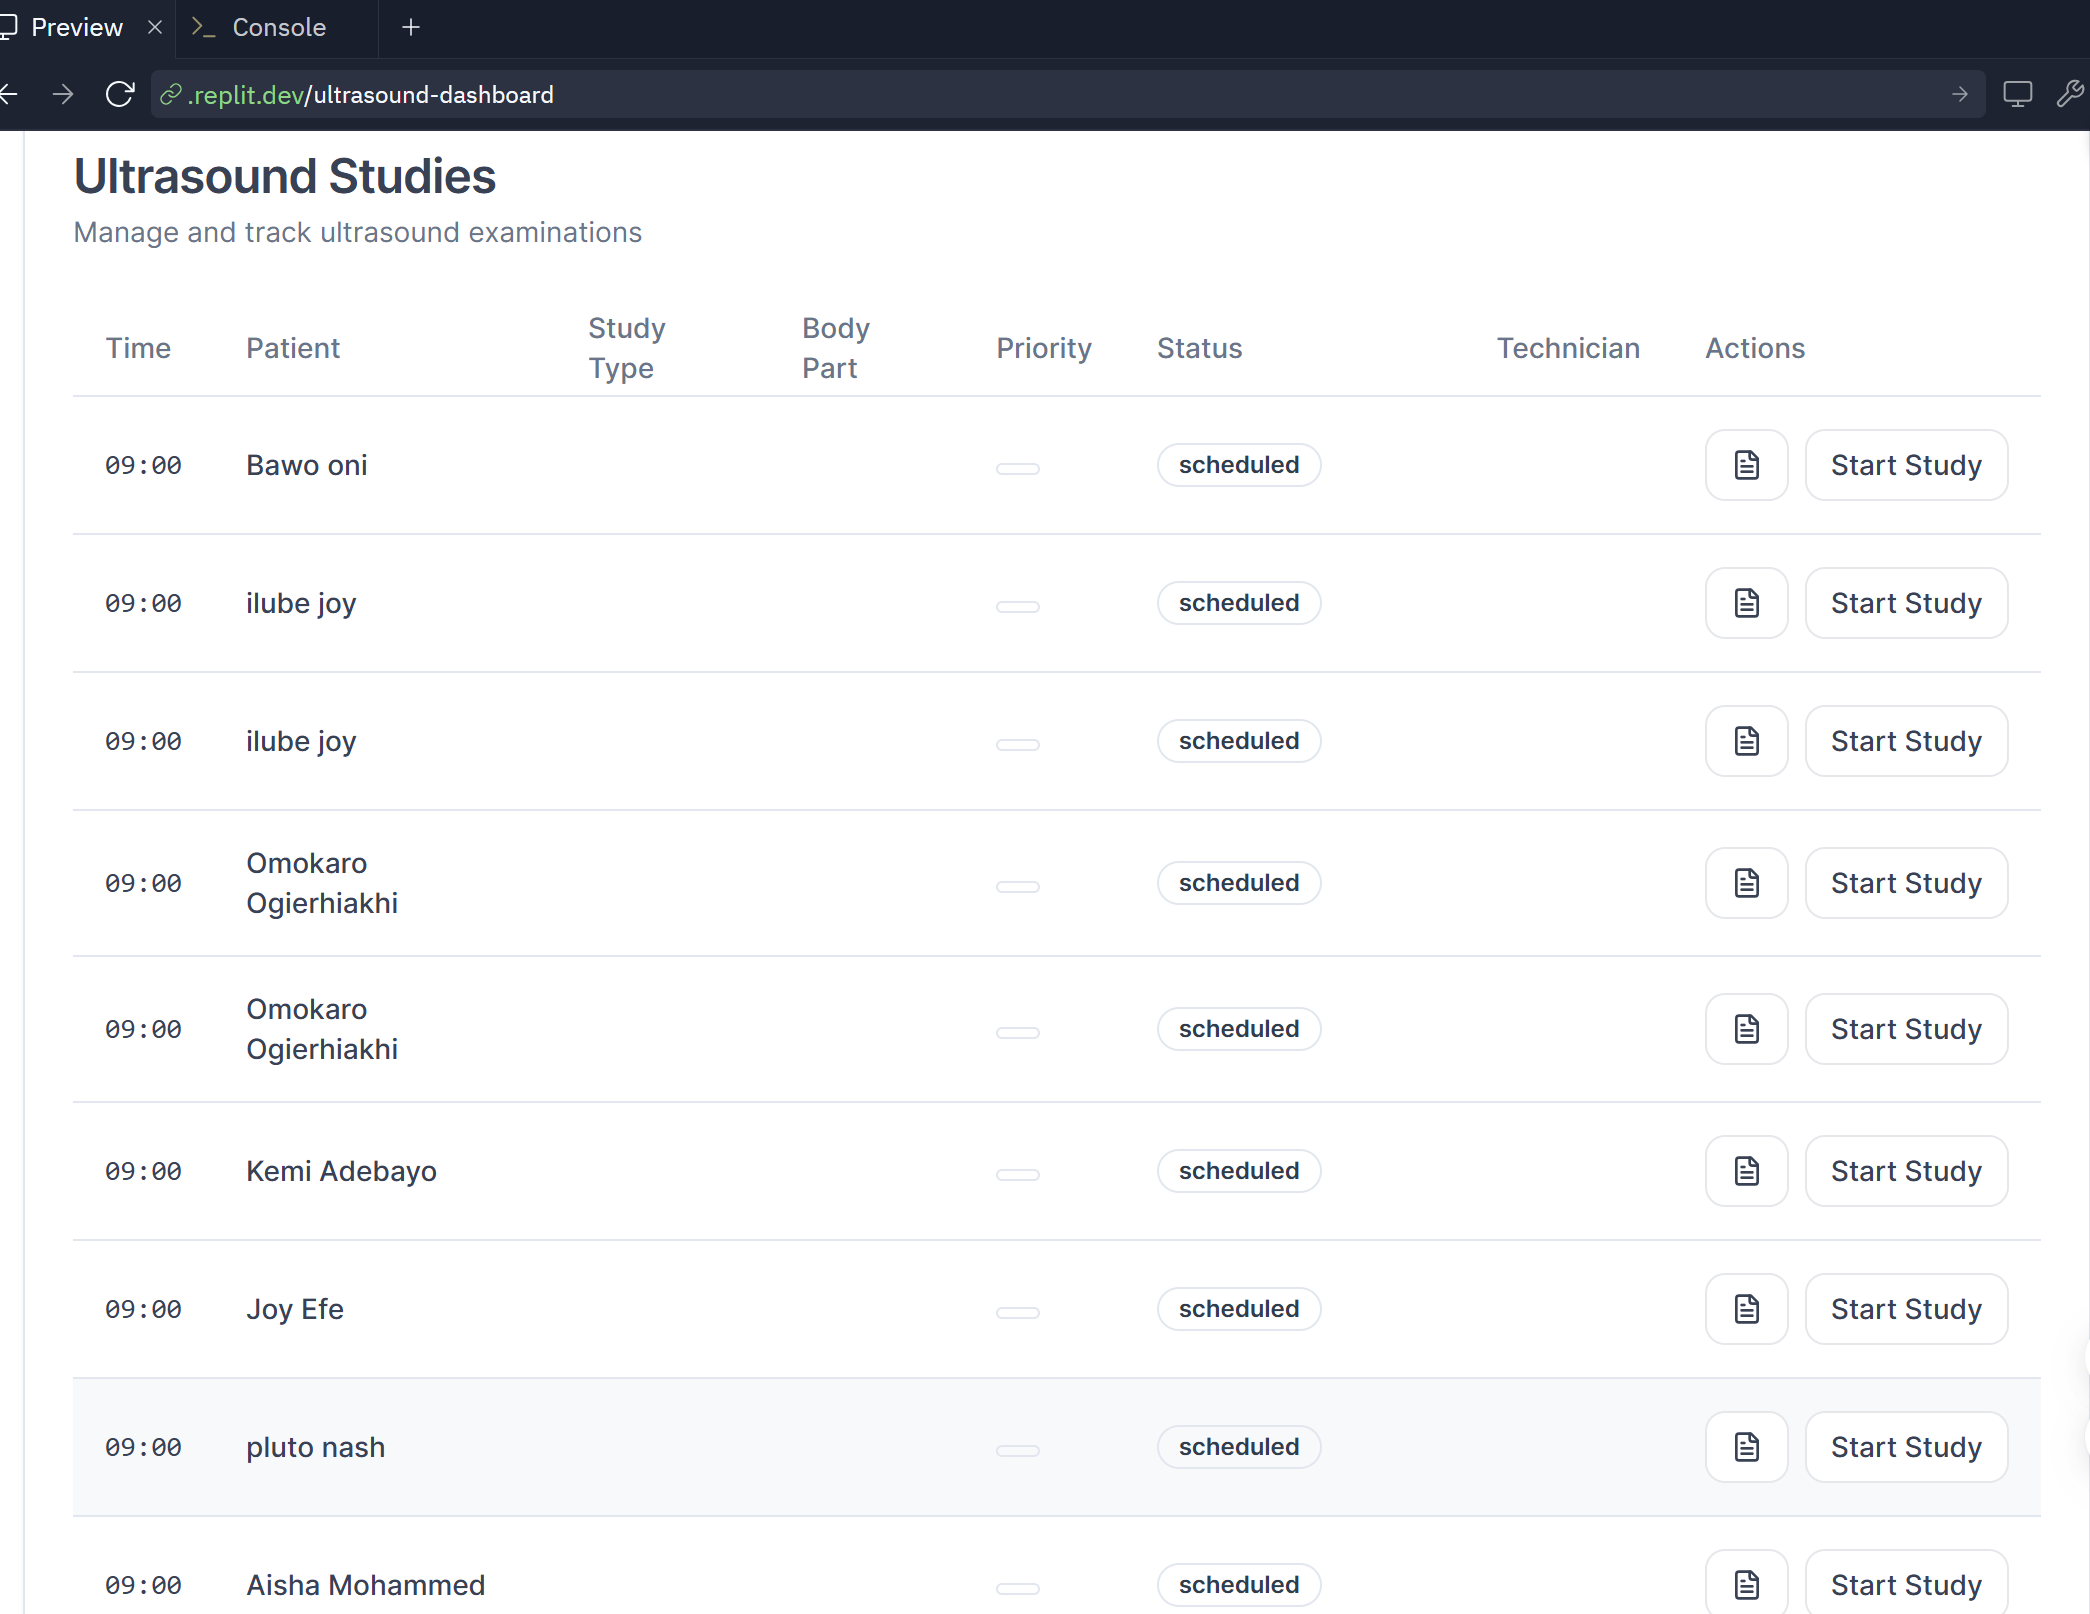 Preview
Console
.replit.dev/ultrasound-dashboard
Ultrasound Studies
Manage and track ultrasound examinations
Time Patient Study Type Body Part Priority Status Technician Actions
09:00 Bawo oni scheduled Start Study
09:00 ilube joy scheduled Start Study
09:00 ilube joy scheduled Start Study
09:00 Omokaro Ogierhiakhi scheduled Start Study
09:00 Omokaro Ogierhiakhi scheduled Start Study
09:00 Kemi Adebayo scheduled Start Study
09:00 Joy Efe scheduled Start Study
09:00 pluto nash scheduled Start Study
09:00 Aisha Mohammed scheduled Start Study